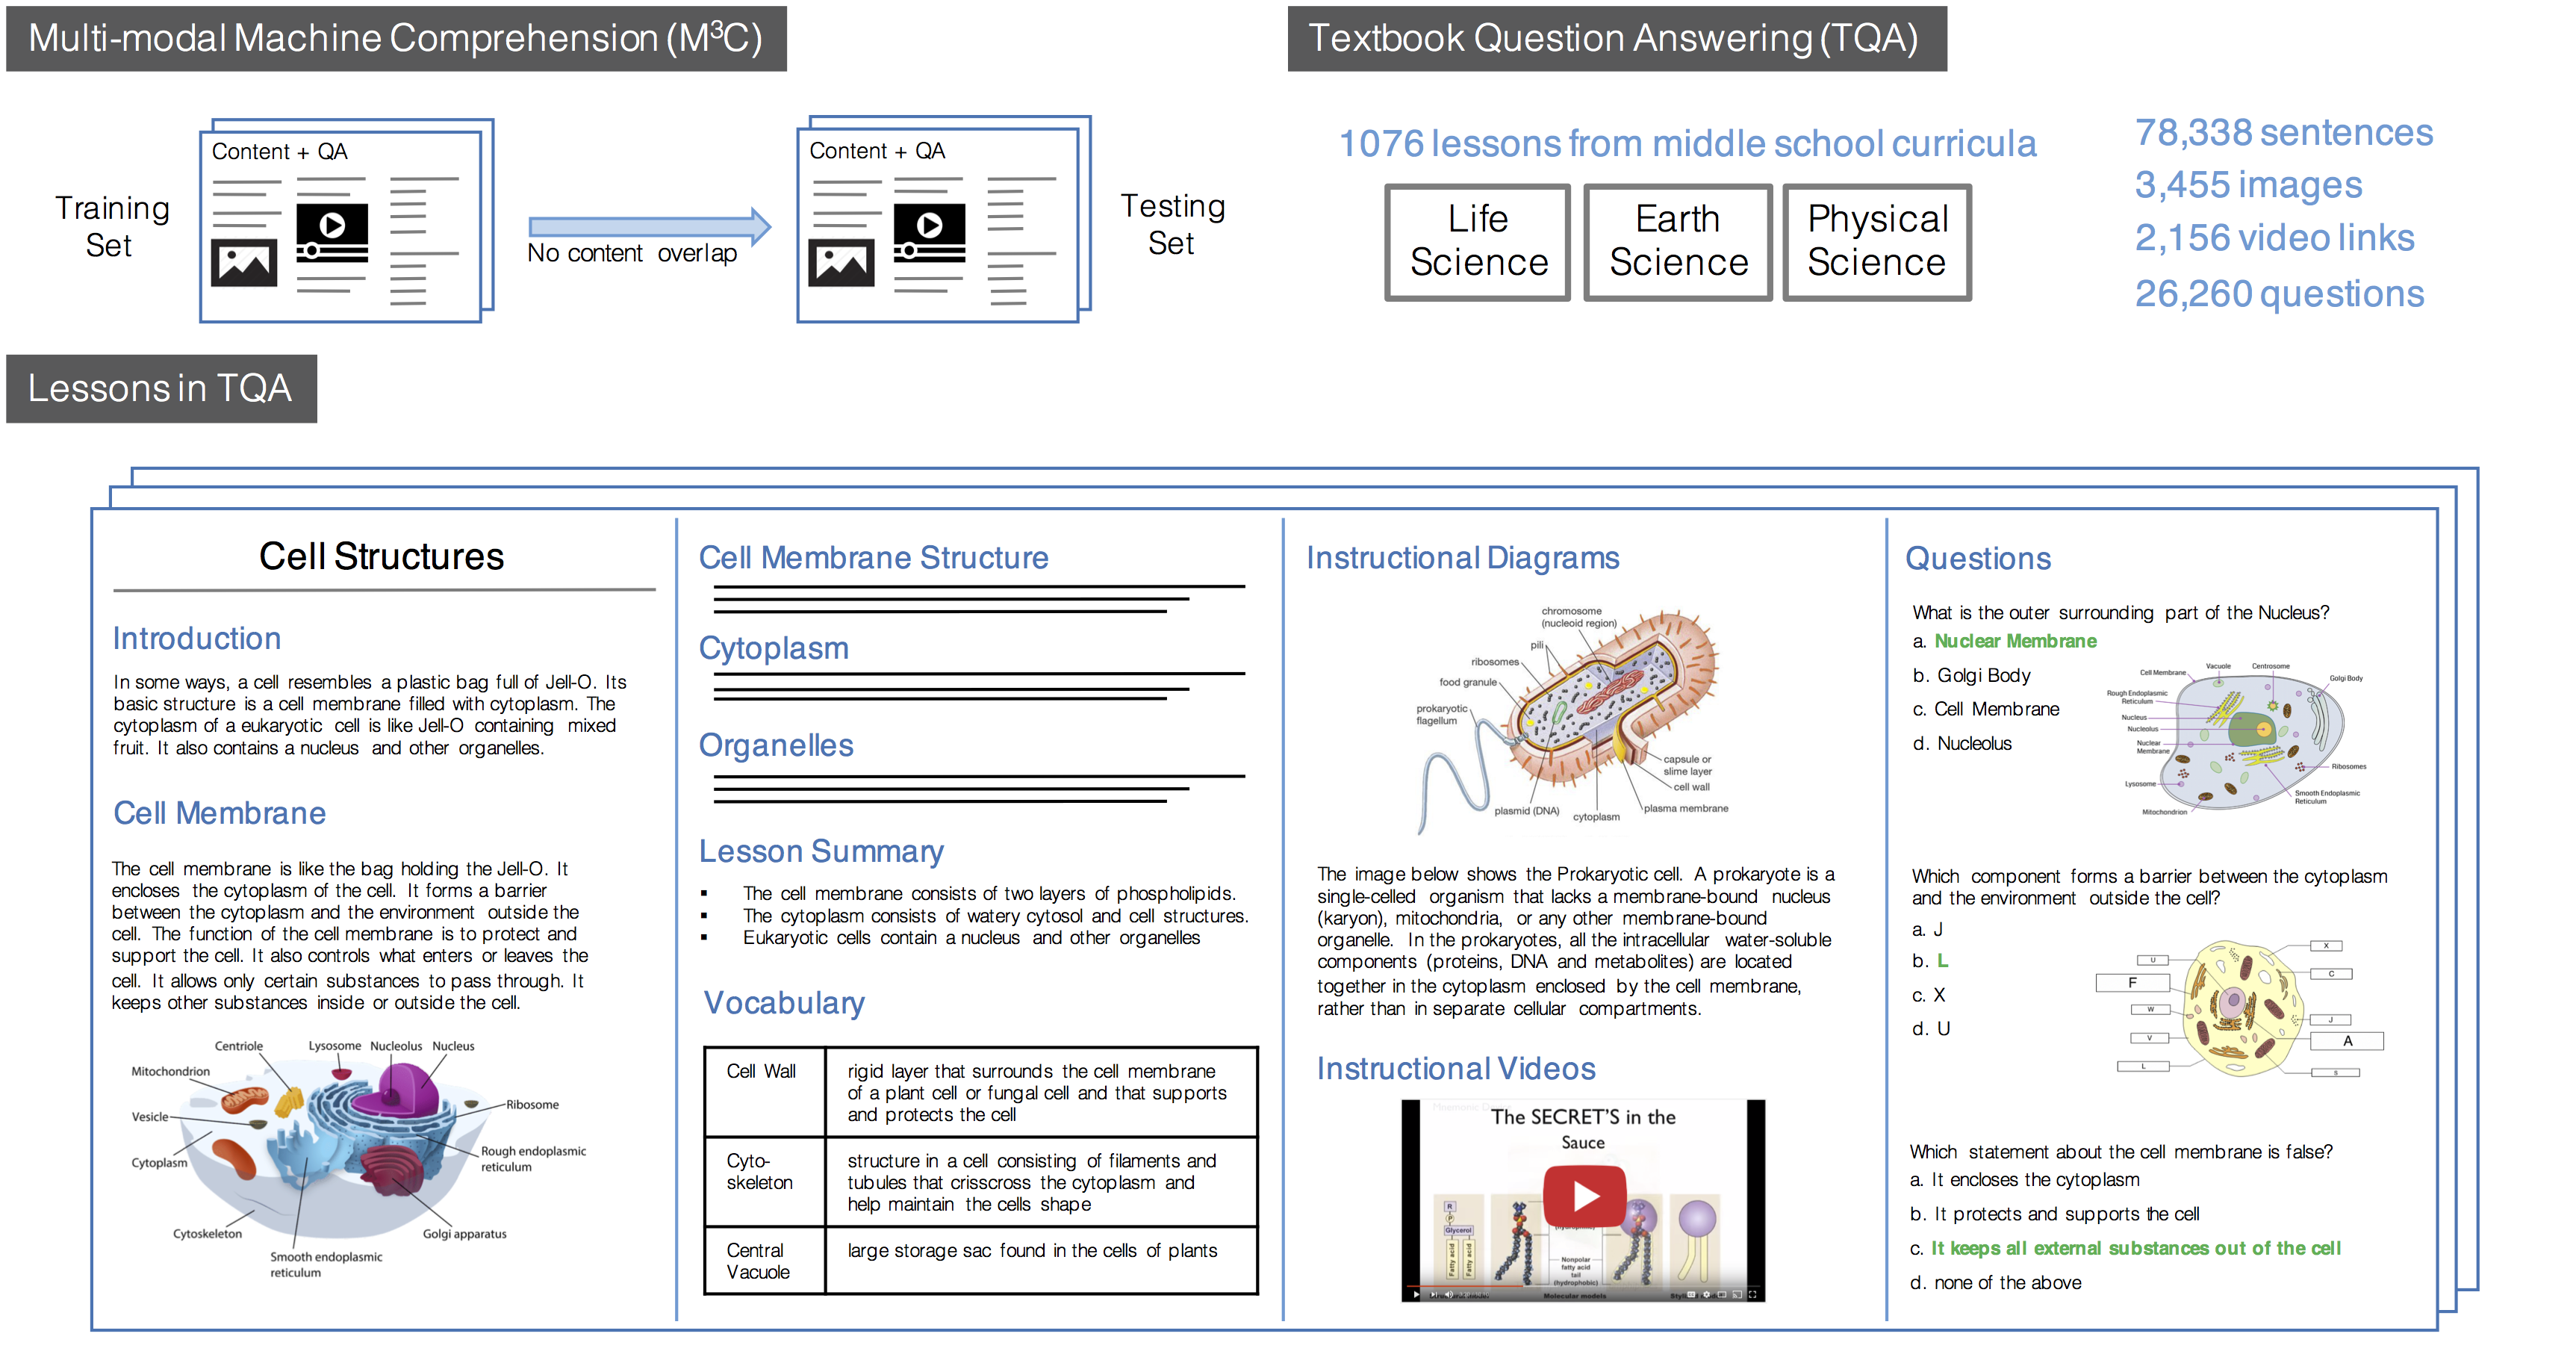 Multi-modal Machine Comprehension (M³C)
Training
Set
Content + QA
No content overlap
Content + QA
Testing
Set
Textbook Question Answering (TQA)
1076 lessons from middle school curricula
Life
Science
Earth
Science
Physical
Science
78,338 sentences
3,455 images
2,156 video links
26,260 questions
Lessons in TQA
Cell Structures
Introduction
In some ways, a cell resembles a plastic bag full of Jell-O. Its
basic structure is a cell membrane filled with cytoplasm. The
cytoplasm of a eukaryotic cell is like Jell-O containing mixed
fruit. It also contains a nucleus and other organelles.
Cell Membrane
The cell membrane is like the bag holding the Jell-O. It
encloses the cytoplasm of the cell. It forms a barrier
between the cytoplasm and the environment outside the
cell. The function of the cell membrane is to protect and
support the cell. It also controls what enters or leaves the
cell. It allows only certain substances to pass through. It
keeps other substances inside or outside the cell.
Centriole
Lysosome
Nucleolus
Nucleus
Mitochondrion
Ribosome
Vesicle
Rough endoplasmic
reticulum
Cytoplasm
Cytoskeleton
Golgi apparatus
Smooth endoplasmic
reticulum
Cell Membrane Structure
Cytoplasm
Organelles
Lesson Summary
▪ The cell membrane consists of two layers of phospholipids.
▪ The cytoplasm consists of watery cytosol and cell structures.
▪ Eukaryotic cells contain a nucleus and other organelles
Vocabulary
Cell Wall
rigid layer that surrounds the cell membrane
of a plant cell or fungal cell and that supports
and protects the cell
Cyto-
skeleton
structure in a cell consisting of filaments and
tubules that crisscross the cytoplasm and
help maintain the cells shape
Central
Vacuole
large storage sac found in the cells of plants
Instructional Diagrams
chromosome
(nucleoid region)
pili
ribosomes
food granule
prokaryotic
flagellum
capsule or
slime layer
cell wall
plasma membrane
plasmid (DNA)
cytoplasm
The image below shows the Prokaryotic cell. A prokaryote is a
single-celled organism that lacks a membrane-bound nucleus
(karyon), mitochondria, or any other membrane-bound
organelle. In the prokaryotes, all the intracellular water-soluble
components (proteins, DNA and metabolites) are located
together in the cytoplasm enclosed by the cell membrane,
rather than in separate cellular compartments.
Instructional Videos
The SECRET'S in the
Sauce
R
P
Glycerol
Fatty acid
Fatty acid
Nonpolar
fatty acid
tail
(hydrophobic)
Molecular models
Questions
What is the outer surrounding part of the Nucleus?
a. Nuclear Membrane
b. Golgi Body
c. Cell Membrane
d. Nucleolus
Vacuole
Centrosome
Cell Membrane
Golgi Body
Rough Endoplasmic
Reticulum
Nucleus
Nucleolus
Nuclear
Membrane
Ribosomes
Lysosome
Smooth Endoplasmic
Reticulum
Mitochondrion
Which component forms a barrier between the cytoplasm
and the environment outside the cell?
a. J
b. L
c. X
d. U
X
U
C
F
W
J
V
A
L
S
Which statement about the cell membrane is false?
a. It encloses the cytoplasm
b. It protects and supports the cell
c. It keeps all external substances out of the cell
d. none of the above